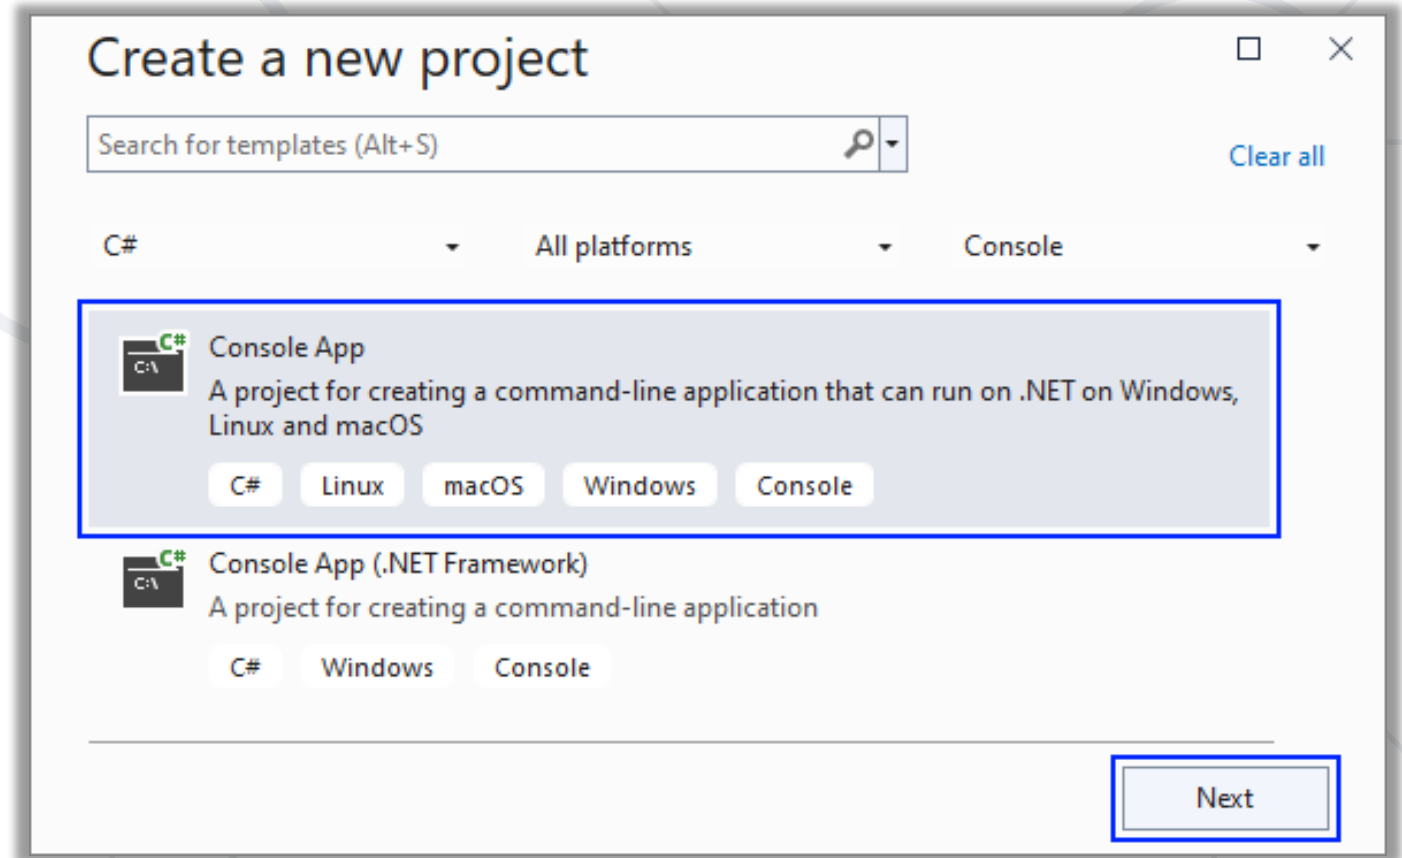 Create a new project
Search for templates (Alt+S)
Clear all
C#
All platforms
Console
C#
C:\
Console App
A project for creating a command-line application that can run on .NET on Windows,
Linux and macOS
C# Linux macOS Windows Console
C#
C:\
Console App (.NET Framework)
A project for creating a command-line application
C# Windows Console
Next